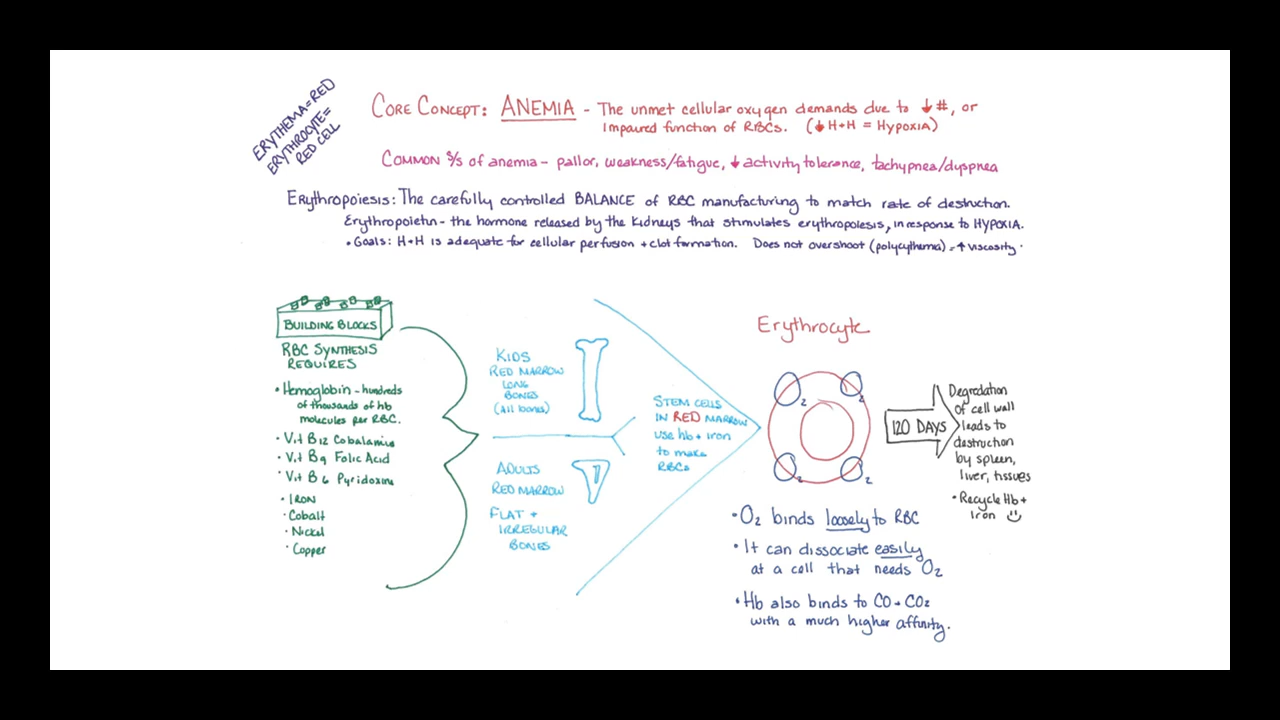 ERYTHEMA=RED
ERYTHROCYTE=
RED CELL
CORE CONCEPT: ANEMIA - The unmet cellular oxygen demands due to ↓#, or
Impaired function of RBCs. (↓H+H = HYPOXIA)
COMMON S/S of anemia - pallor, weakness/fatigue, ↓activity tolerance, tachypnea/dyspnea
Erythropoiesis: The carefully controlled BALANCE of RBC manufacturing to match rate of destruction.
Erythropoietin - the hormone released by the kidneys that stimulates erythropoiesis, in response to HYPOXIA.
• Goals: H+H is adequate for cellular perfusion + clot formation. Does not overshoot (polycythemia) = ↑ viscosity.
BUILDING BLOCKS
RBC SYNTHESIS
REQUIRES
• Hemoglobin - hundreds
of thousands of hb
molecules per RBC.
• Vit B12 Cobalamin
• Vit B9 Folic Acid
• Vit B6 Pyridoxine
• IRON
• Cobalt
• Nickel
• Copper
KIDS
RED MARROW
LONG
BONES
(All bones)
ADULTS
RED MARROW
FLAT +
IRREGULAR
BONES
STEM CELLS
IN RED MARROW
use hb + iron
to make
RBCs
Erythrocyte
O2 O2
O2 O2
120 DAYS
Degradation
of cell wall
leads to
destruction
by spleen,
liver, tissues
• Recycle Hb +
Iron
• O2 binds loosely to RBC
• It can dissociate easily
at a cell that needs O2
• Hb also binds to CO + CO2
with a much higher affinity.